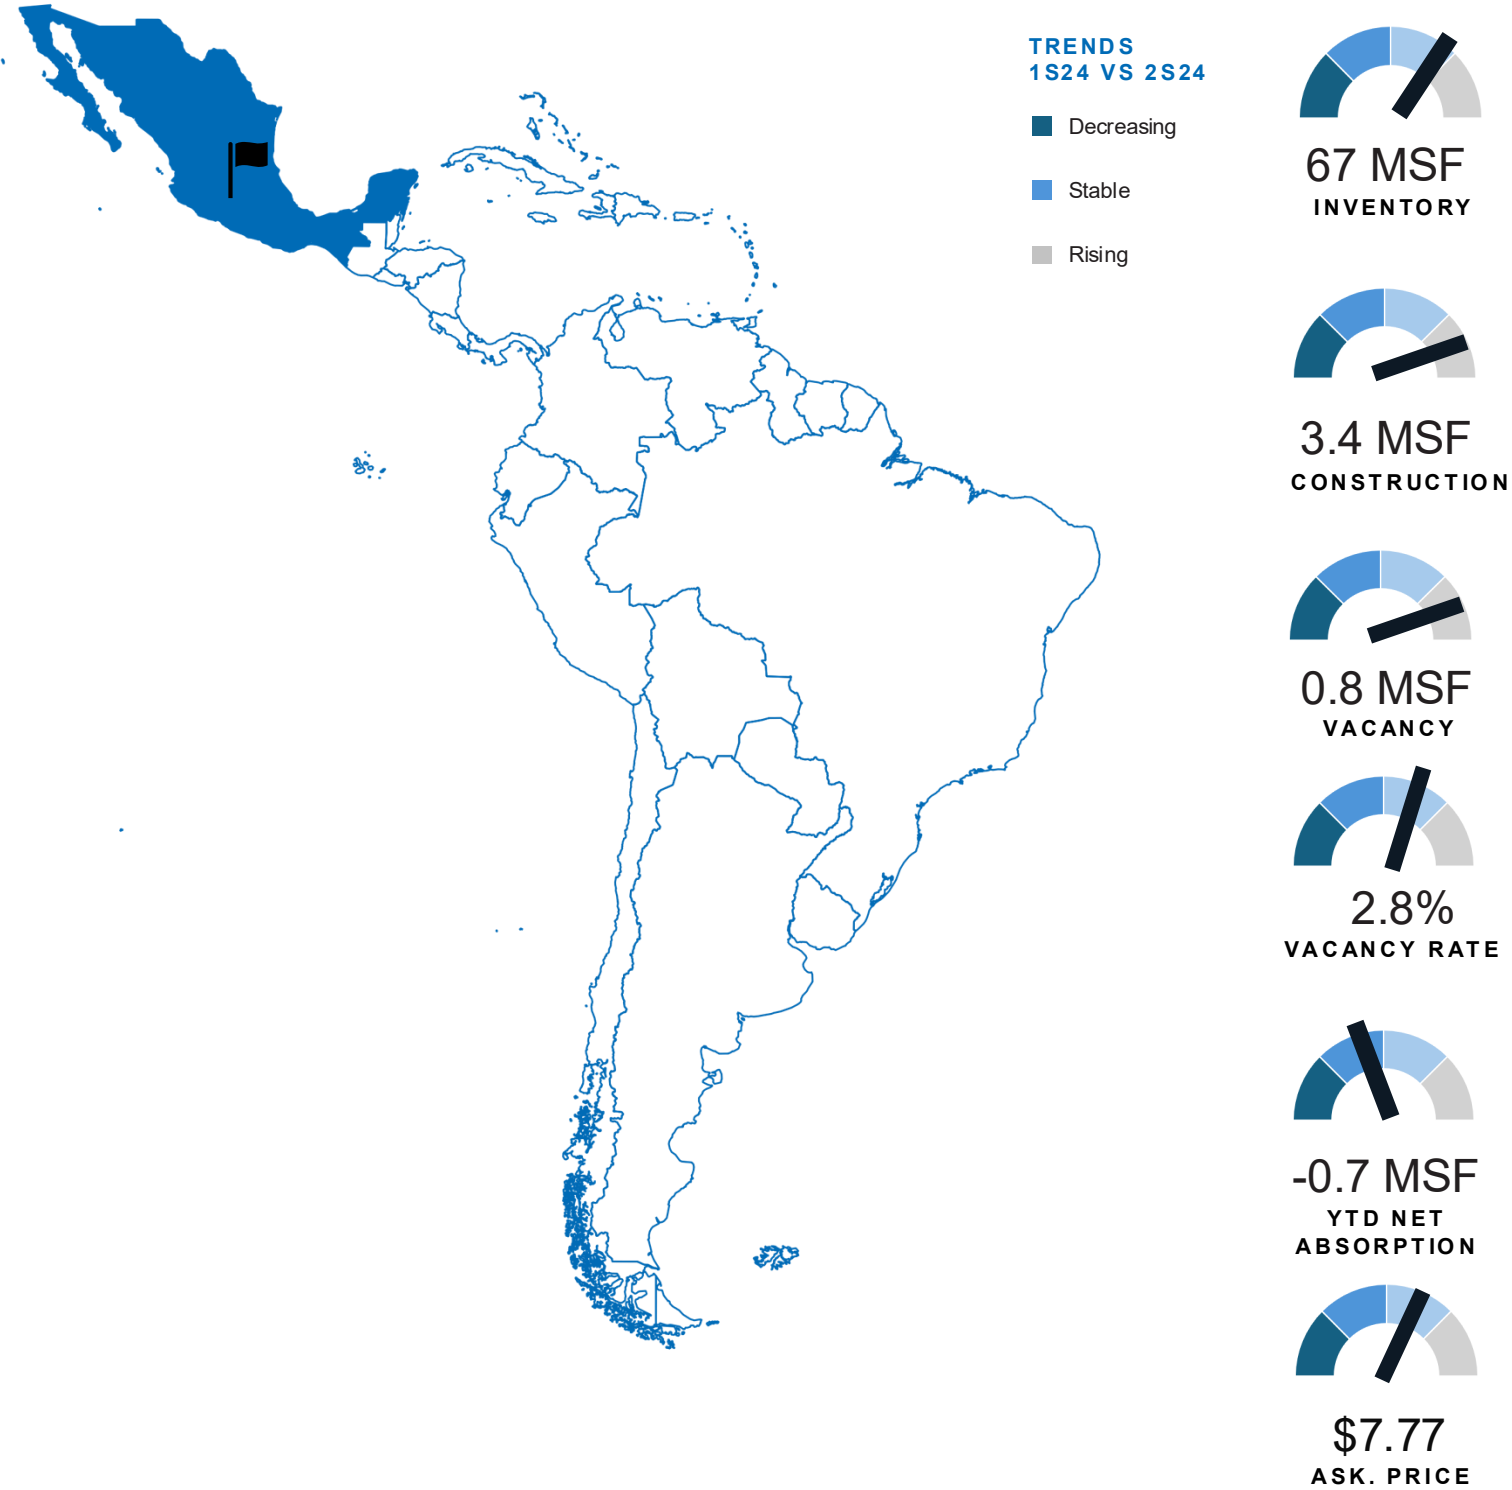 TRENDS
1S24 VS 2S24
Decreasing
Stable
Rising
67 MSF
INVENTORY
3.4 MSF
CONSTRUCTION
0.8 MSF
VACANCY
2.8%
VACANCY RATE
-0.7 MSF
YTD NET
ABSORPTION
$7.77
ASK. PRICE